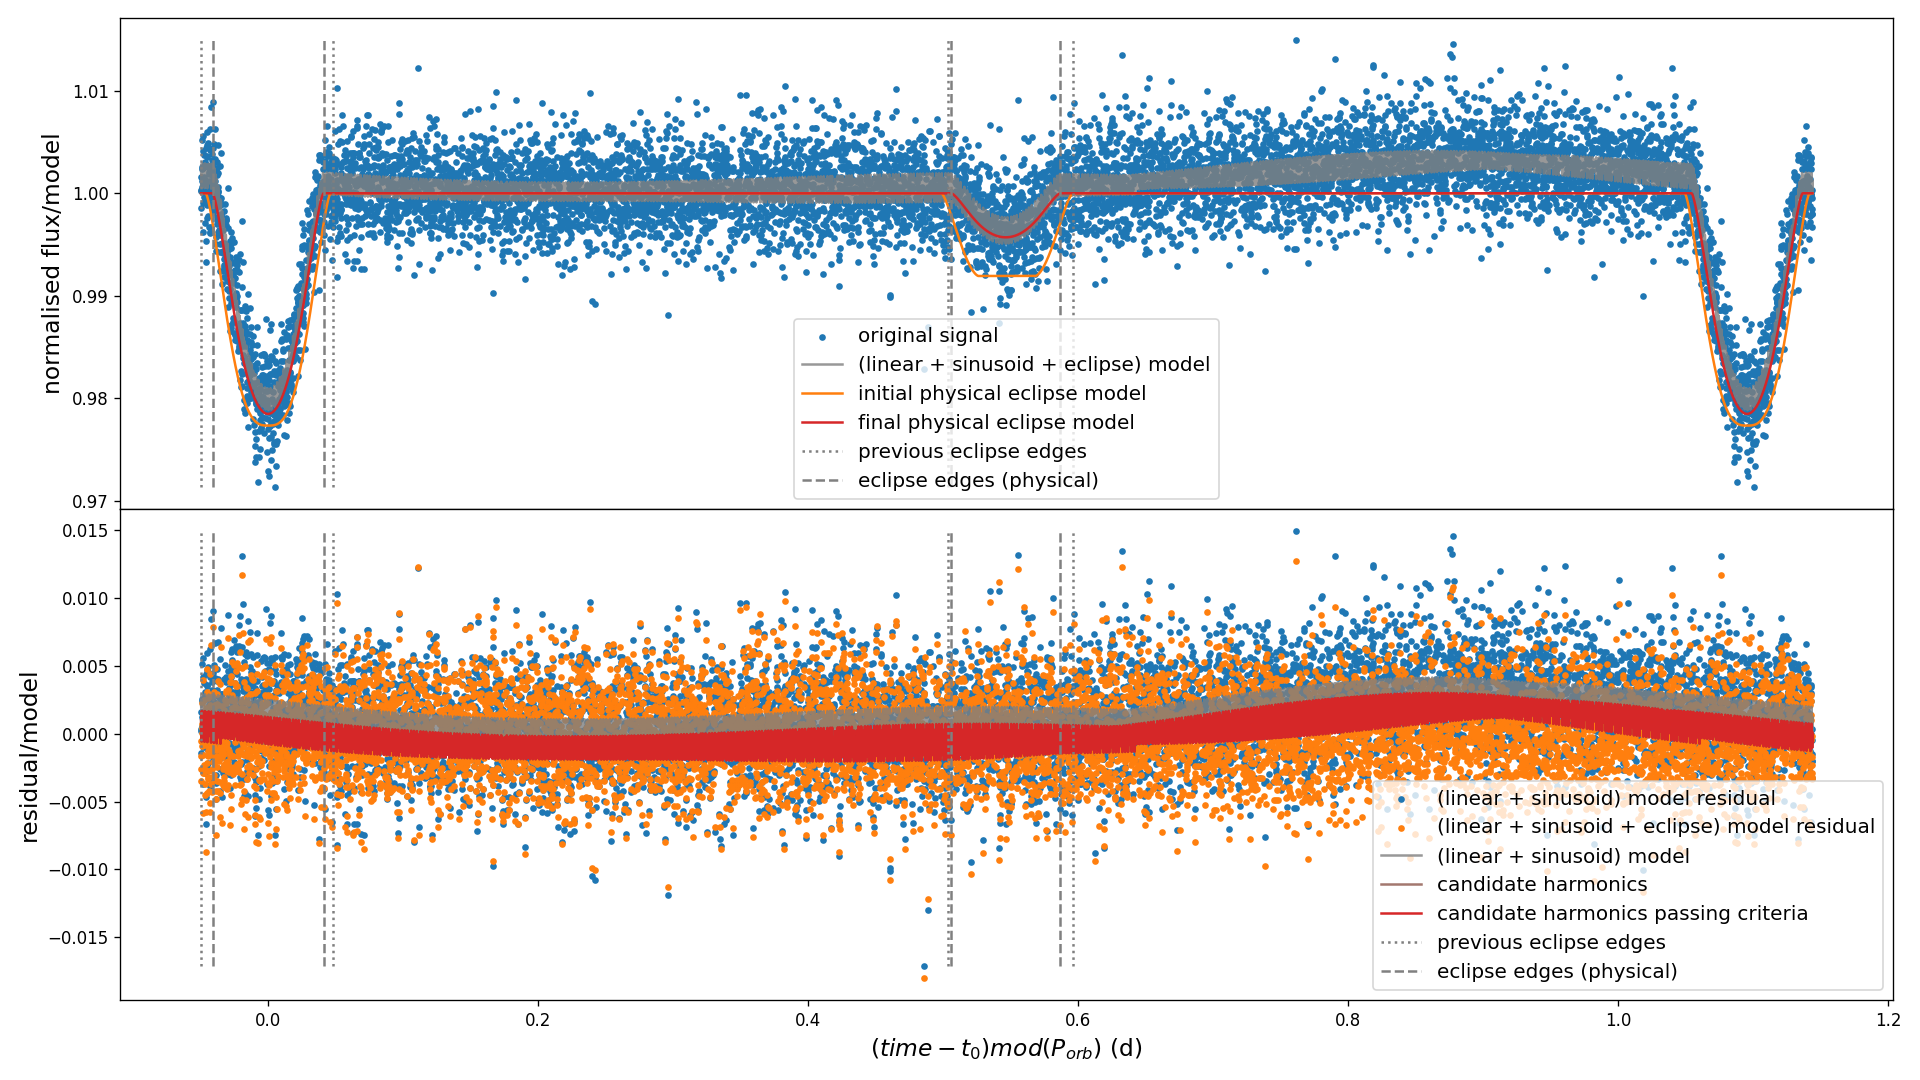 normalised flux/model
1.01
1.00
0.99
0.98
0.97
original signal
(linear + sinusoid + eclipse) model
initial physical eclipse model
final physical eclipse model
previous eclipse edges
eclipse edges (physical)
residual/model
0.015
0.010
0.005
0.000
−0.005
−0.010
−0.015
(linear + sinusoid) model residual
(linear + sinusoid + eclipse) model residual
(linear + sinusoid) model
candidate harmonics
candidate harmonics passing criteria
previous eclipse edges
eclipse edges (physical)
0.0 0.2 0.4 0.6 0.8 1.0 1.2
(time − t₀)mod(P_orb) (d)